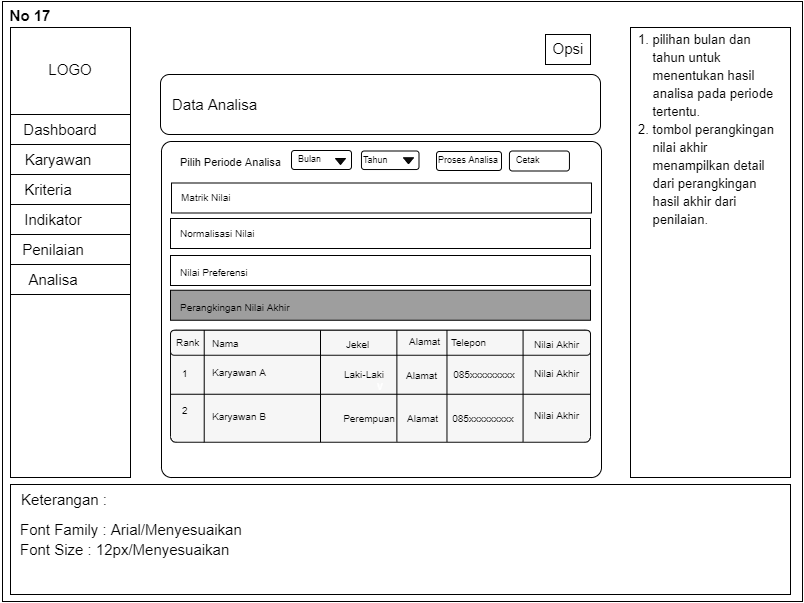 No 17
LOGO
Dashboard
Karyawan
Kriteria
Indikator
Penilaian
Analisa
Opsi
Data Analisa
Pilih Periode Analisa
Bulan
Tahun
Proses Analisa
Cetak
Matrik Nilai
Normalisasi Nilai
Nilai Preferensi
Perangkingan Nilai Akhir
Rank Nama Jekel Alamat Telepon Nilai Akhir
1 Karyawan A Laki-Laki Alamat 085xxxxxxxxx Nilai Akhir
2 Karyawan B Perempuan Alamat 085xxxxxxxxx Nilai Akhir
1. pilihan bulan dan
tahun untuk
menentukan hasil
analisa pada periode
tertentu.
2. tombol perangkingan
nilai akhir
menampilkan detail
dari perangkingan
hasil akhir dari
penilaian.
Keterangan :
Font Family : Arial/Menyesuaikan
Font Size : 12px/Menyesuaikan